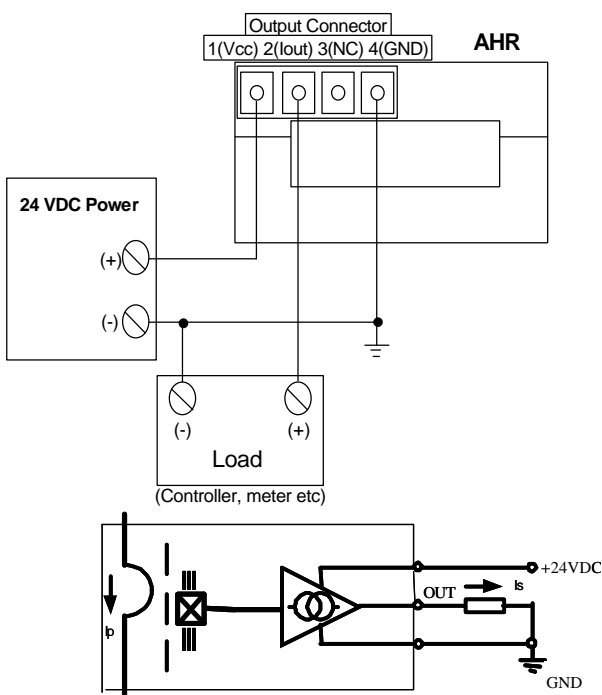 Output Connector
1(Vcc) 2(Iout) 3(NC) 4(GND)
AHR
24 VDC Power
(+)
(-)
(-)
(+)
Load
(Controller, meter etc)
+24VDC
OUT
Is
Ip
GND